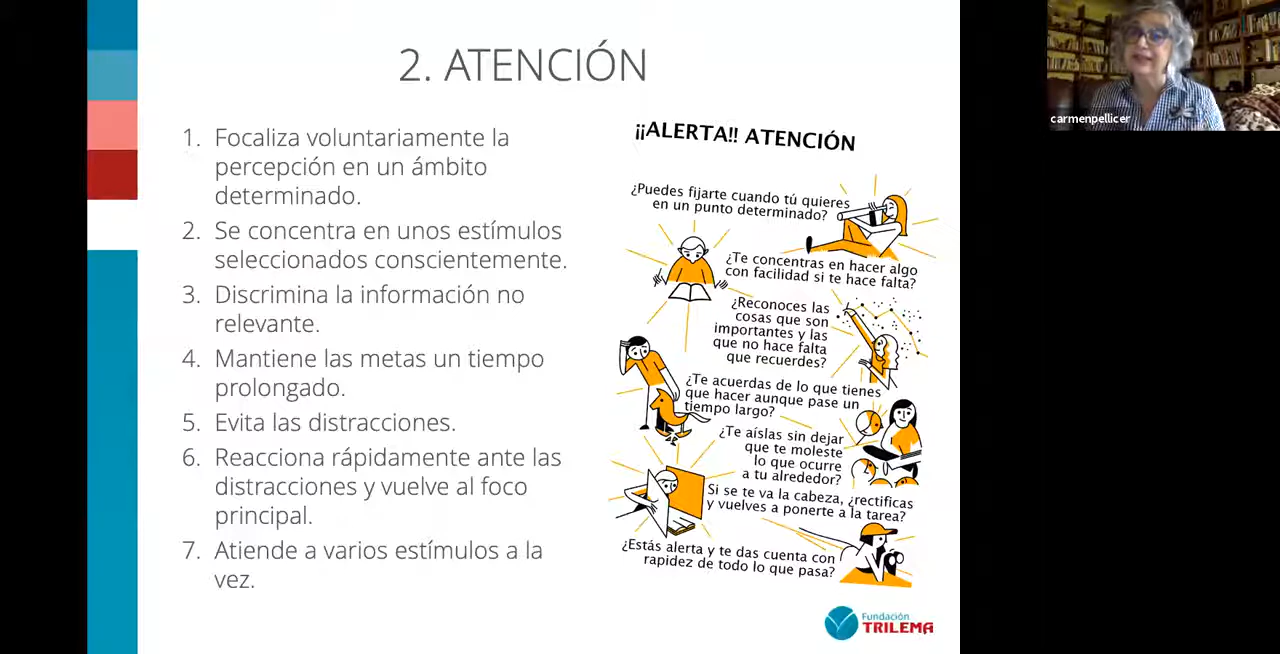 2. ATENCIÓN
1. Focaliza voluntariamente la
percepción en un ámbito
determinado.
2. Se concentra en unos estímulos
seleccionados conscientemente.
3. Discrimina la información no
relevante.
4. Mantiene las metas un tiempo
prolongado.
5. Evita las distracciones.
6. Reacciona rápidamente ante las
distracciones y vuelve al foco
principal.
7. Atiende a varios estímulos a la
vez.
¡¡ALERTA!! ATENCIÓN
¿Puedes fijarte cuando tú quieres
en un punto determinado?
¿Te concentras en hacer algo
con facilidad si te hace falta?
¿Reconoces las
cosas que son
importantes y las
que no hace falta
que recuerdes?
¿Te acuerdas de lo que tienes
que hacer aunque pase un
tiempo largo?
¿Te aíslas sin dejar
que te moleste
lo que ocurre
a tu alrededor?
Si se te va la cabeza, ¿rectificas
y vuelves a ponerte a la tarea?
¿Estás alerta y te das cuenta con
rapidez de todo lo que pasa?
Fundación
TRILEMA
carmenpellicer